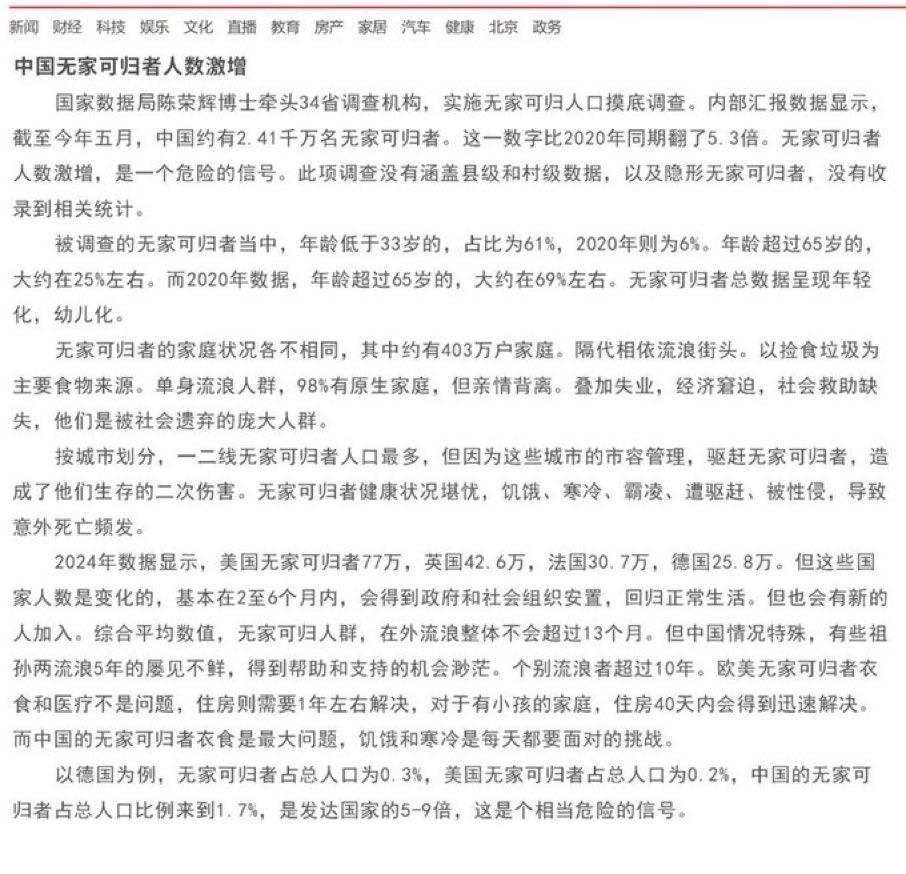 新闻 财经 科技 娱乐 文化 直播 教育 房产 家居 汽车 健康 北京 政务
中国无家可归者人数激增
国家数据局陈荣辉博士牵头34省调查机构，实施无家可归人口摸底调查。内部汇报数据显示，
截至今年五月，中国约有2.41千万名无家可归者。这一数字比2020年同期翻了5.3倍。无家可归者
人数激增，是一个危险的信号。此项调查没有涵盖县级和村级数据，以及隐形无家可归者，没有收
录到相关统计。
被调查的无家可归者当中，年龄低于33岁的，占比为61%，2020年则为6%。年龄超过65岁的，
大约在25%左右。而2020年数据，年龄超过65岁的，大约在69%左右。无家可归者总数据呈现年轻
化，幼儿化。
无家可归者的家庭状况各不相同，其中约有403万户家庭。隔代相依流浪街头。以捡食垃圾为
主要食物来源。单身流浪人群，98%有原生家庭，但亲情背离。叠加失业，经济窘迫，社会救助缺
失，他们是被社会遗弃的庞大人群。
按城市划分，一二线无家可归者人口最多，但因为这些城市的市容管理，驱赶无家可归者，造
成了他们生存的二次伤害。无家可归者健康状况堪忧，饥饿、寒冷、霸凌、遭驱赶、被性侵，导致
意外死亡频发。
2024年数据显示，美国无家可归者77万，英国42.6万，法国30.7万，德国25.8万。但这些国
家人数是变化的，基本在2至6个月内，会得到政府和社会组织安置，回归正常生活。但也会有新的
人加入。综合平均数值，无家可归人群，在外流浪整体不会超过13个月。但中国情况特殊，有些祖
孙两流浪5年的屡见不鲜，得到帮助和支持的机会渺茫。个别流浪者超过10年。欧美无家可归者衣
食和医疗不是问题，住房则需要1年左右解决，对于有小孩的家庭，住房40天内会得到迅速解决。
而中国的无家可归者衣食是最大问题，饥饿和寒冷是每天都要面对的挑战。
以德国为例，无家可归者占总人口为0.3%，美国无家可归者占总人口为0.2%，中国的无家可
归者占总人口比例来到1.7%，是发达国家的5-9倍，这是个相当危险的信号。